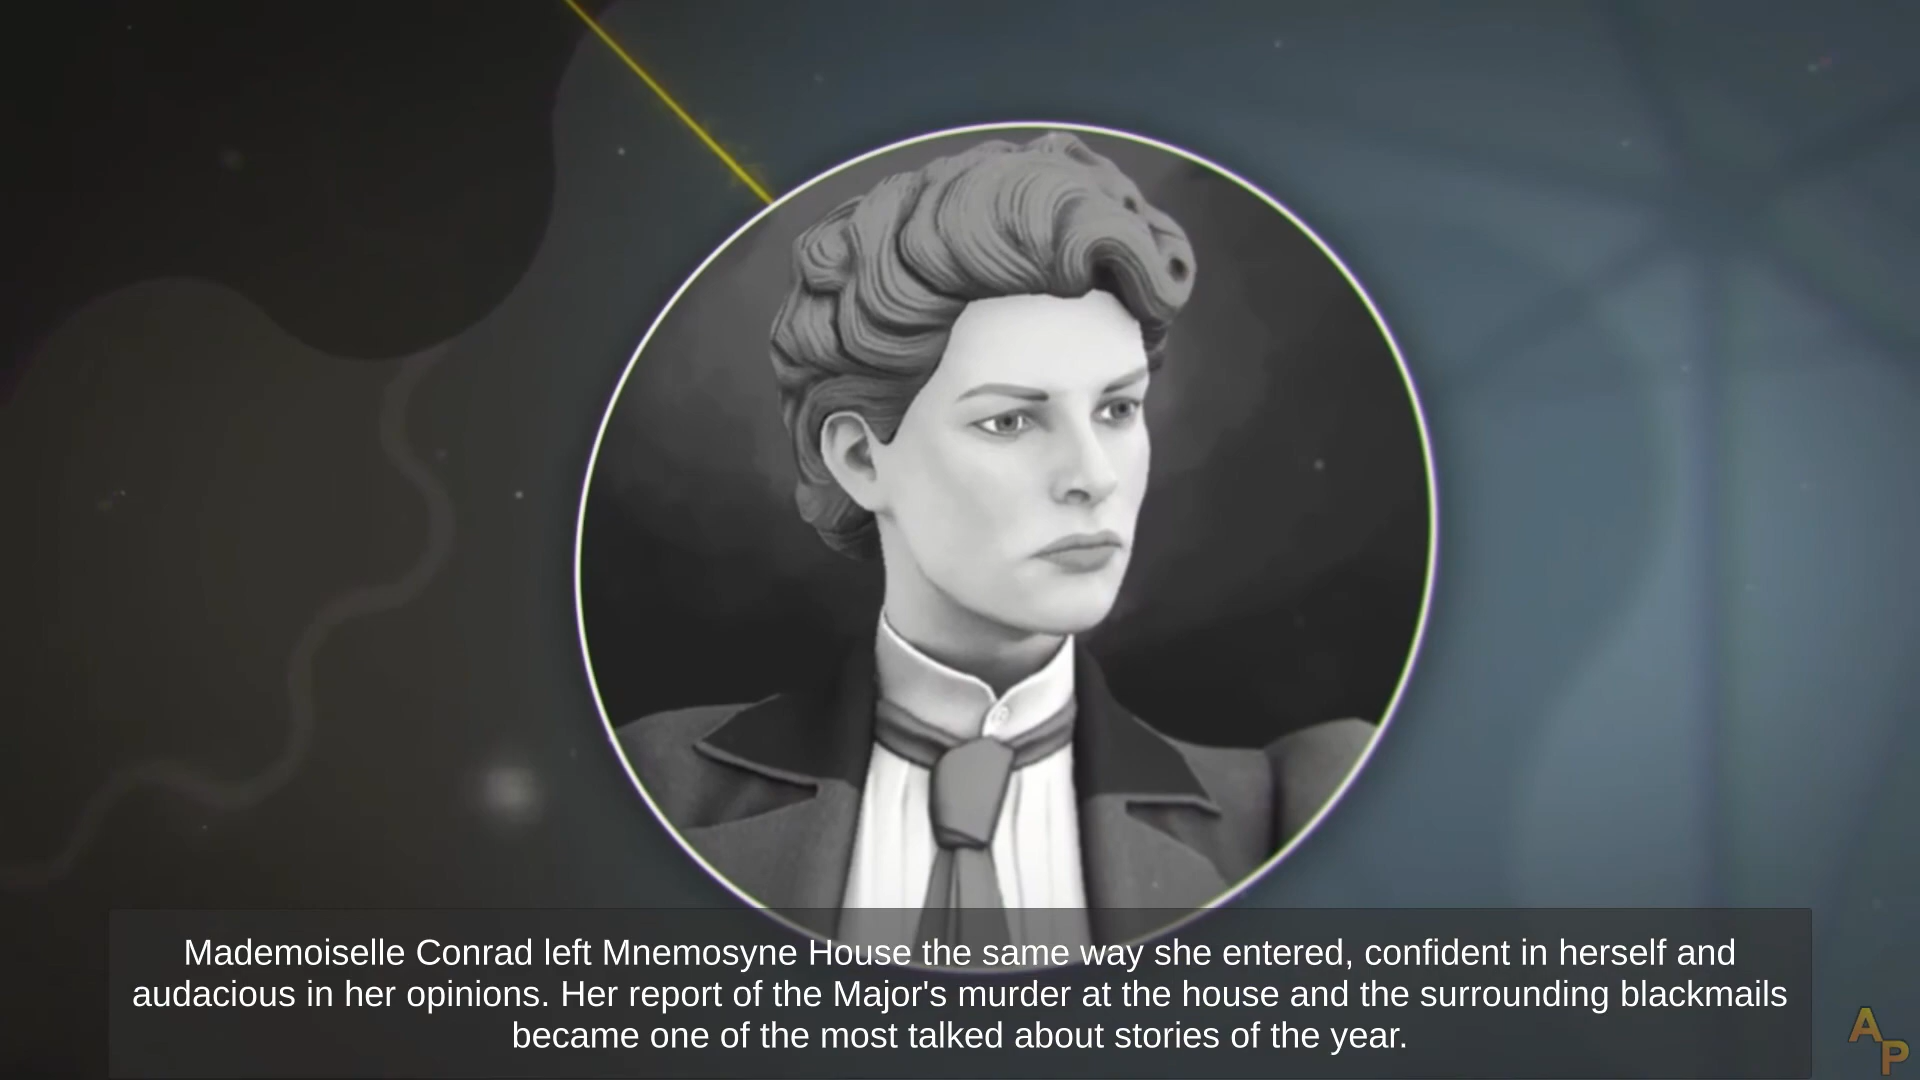 Mademoiselle Conrad left Mnemosyne House the same way she entered, confident in herself and
audacious in her opinions. Her report of the Major's murder at the house and the surrounding blackmails
became one of the most talked about stories of the year.
AP